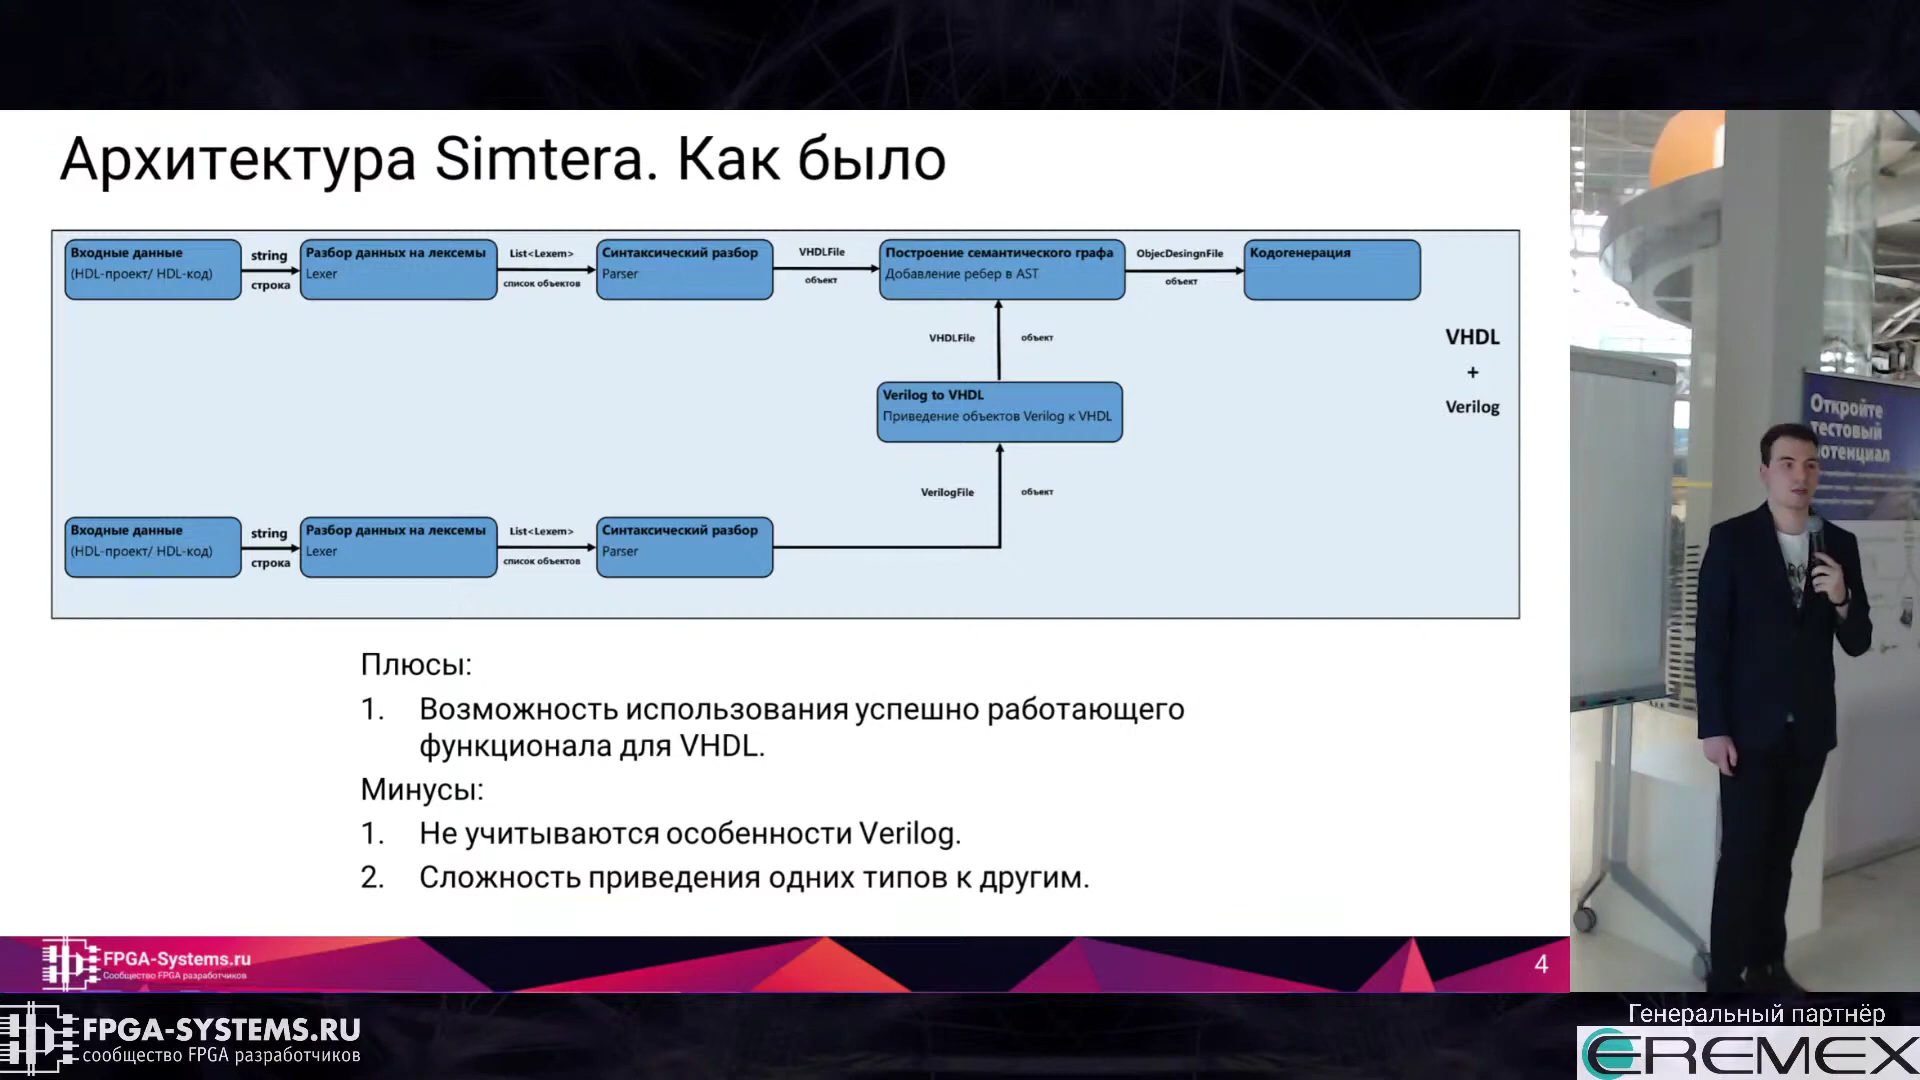 Архитектура Simtera. Как было
Входные данные
(HDL-проект/ HDL-код)
string
строка
Разбор данных на лексемы
Lexer
List<Lexem>
список объектов
Синтаксический разбор
Parser
VHDLFile
объект
Построение семантического графа
Добавление ребер в AST
ObjecDesingnFile
объект
Кодогенерация
VHDLFile
объект
VHDL
+
Verilog
Verilog to VHDL
Приведение объектов Verilog к VHDL
VerilogFile
объект
Входные данные
(HDL-проект/ HDL-код)
string
строка
Разбор данных на лексемы
Lexer
List<Lexem>
список объектов
Синтаксический разбор
Parser
Плюсы:
1. Возможность использования успешно работающего
функционала для VHDL.
Минусы:
1. Не учитываются особенности Verilog.
2. Сложность приведения одних типов к другим.
FPGA-Systems.ru
Сообщество FPGA разработчиков
4
Откройте
тестовый
потенциал
FPGA-SYSTEMS.RU
сообщество FPGA разработчиков
Генеральный партнёр
EREMEX